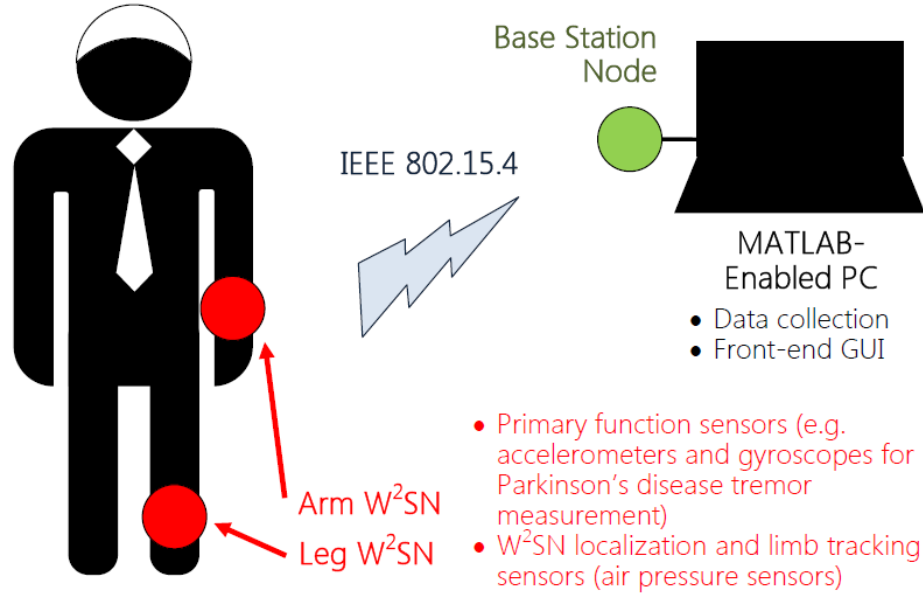 Base Station
Node
IEEE 802.15.4
MATLAB-
Enabled PC
• Data collection
• Front-end GUI
Arm W²SN
Leg W²SN
• Primary function sensors (e.g.
accelerometers and gyroscopes for
Parkinson's disease tremor
measurement)
• W²SN localization and limb tracking
sensors (air pressure sensors)